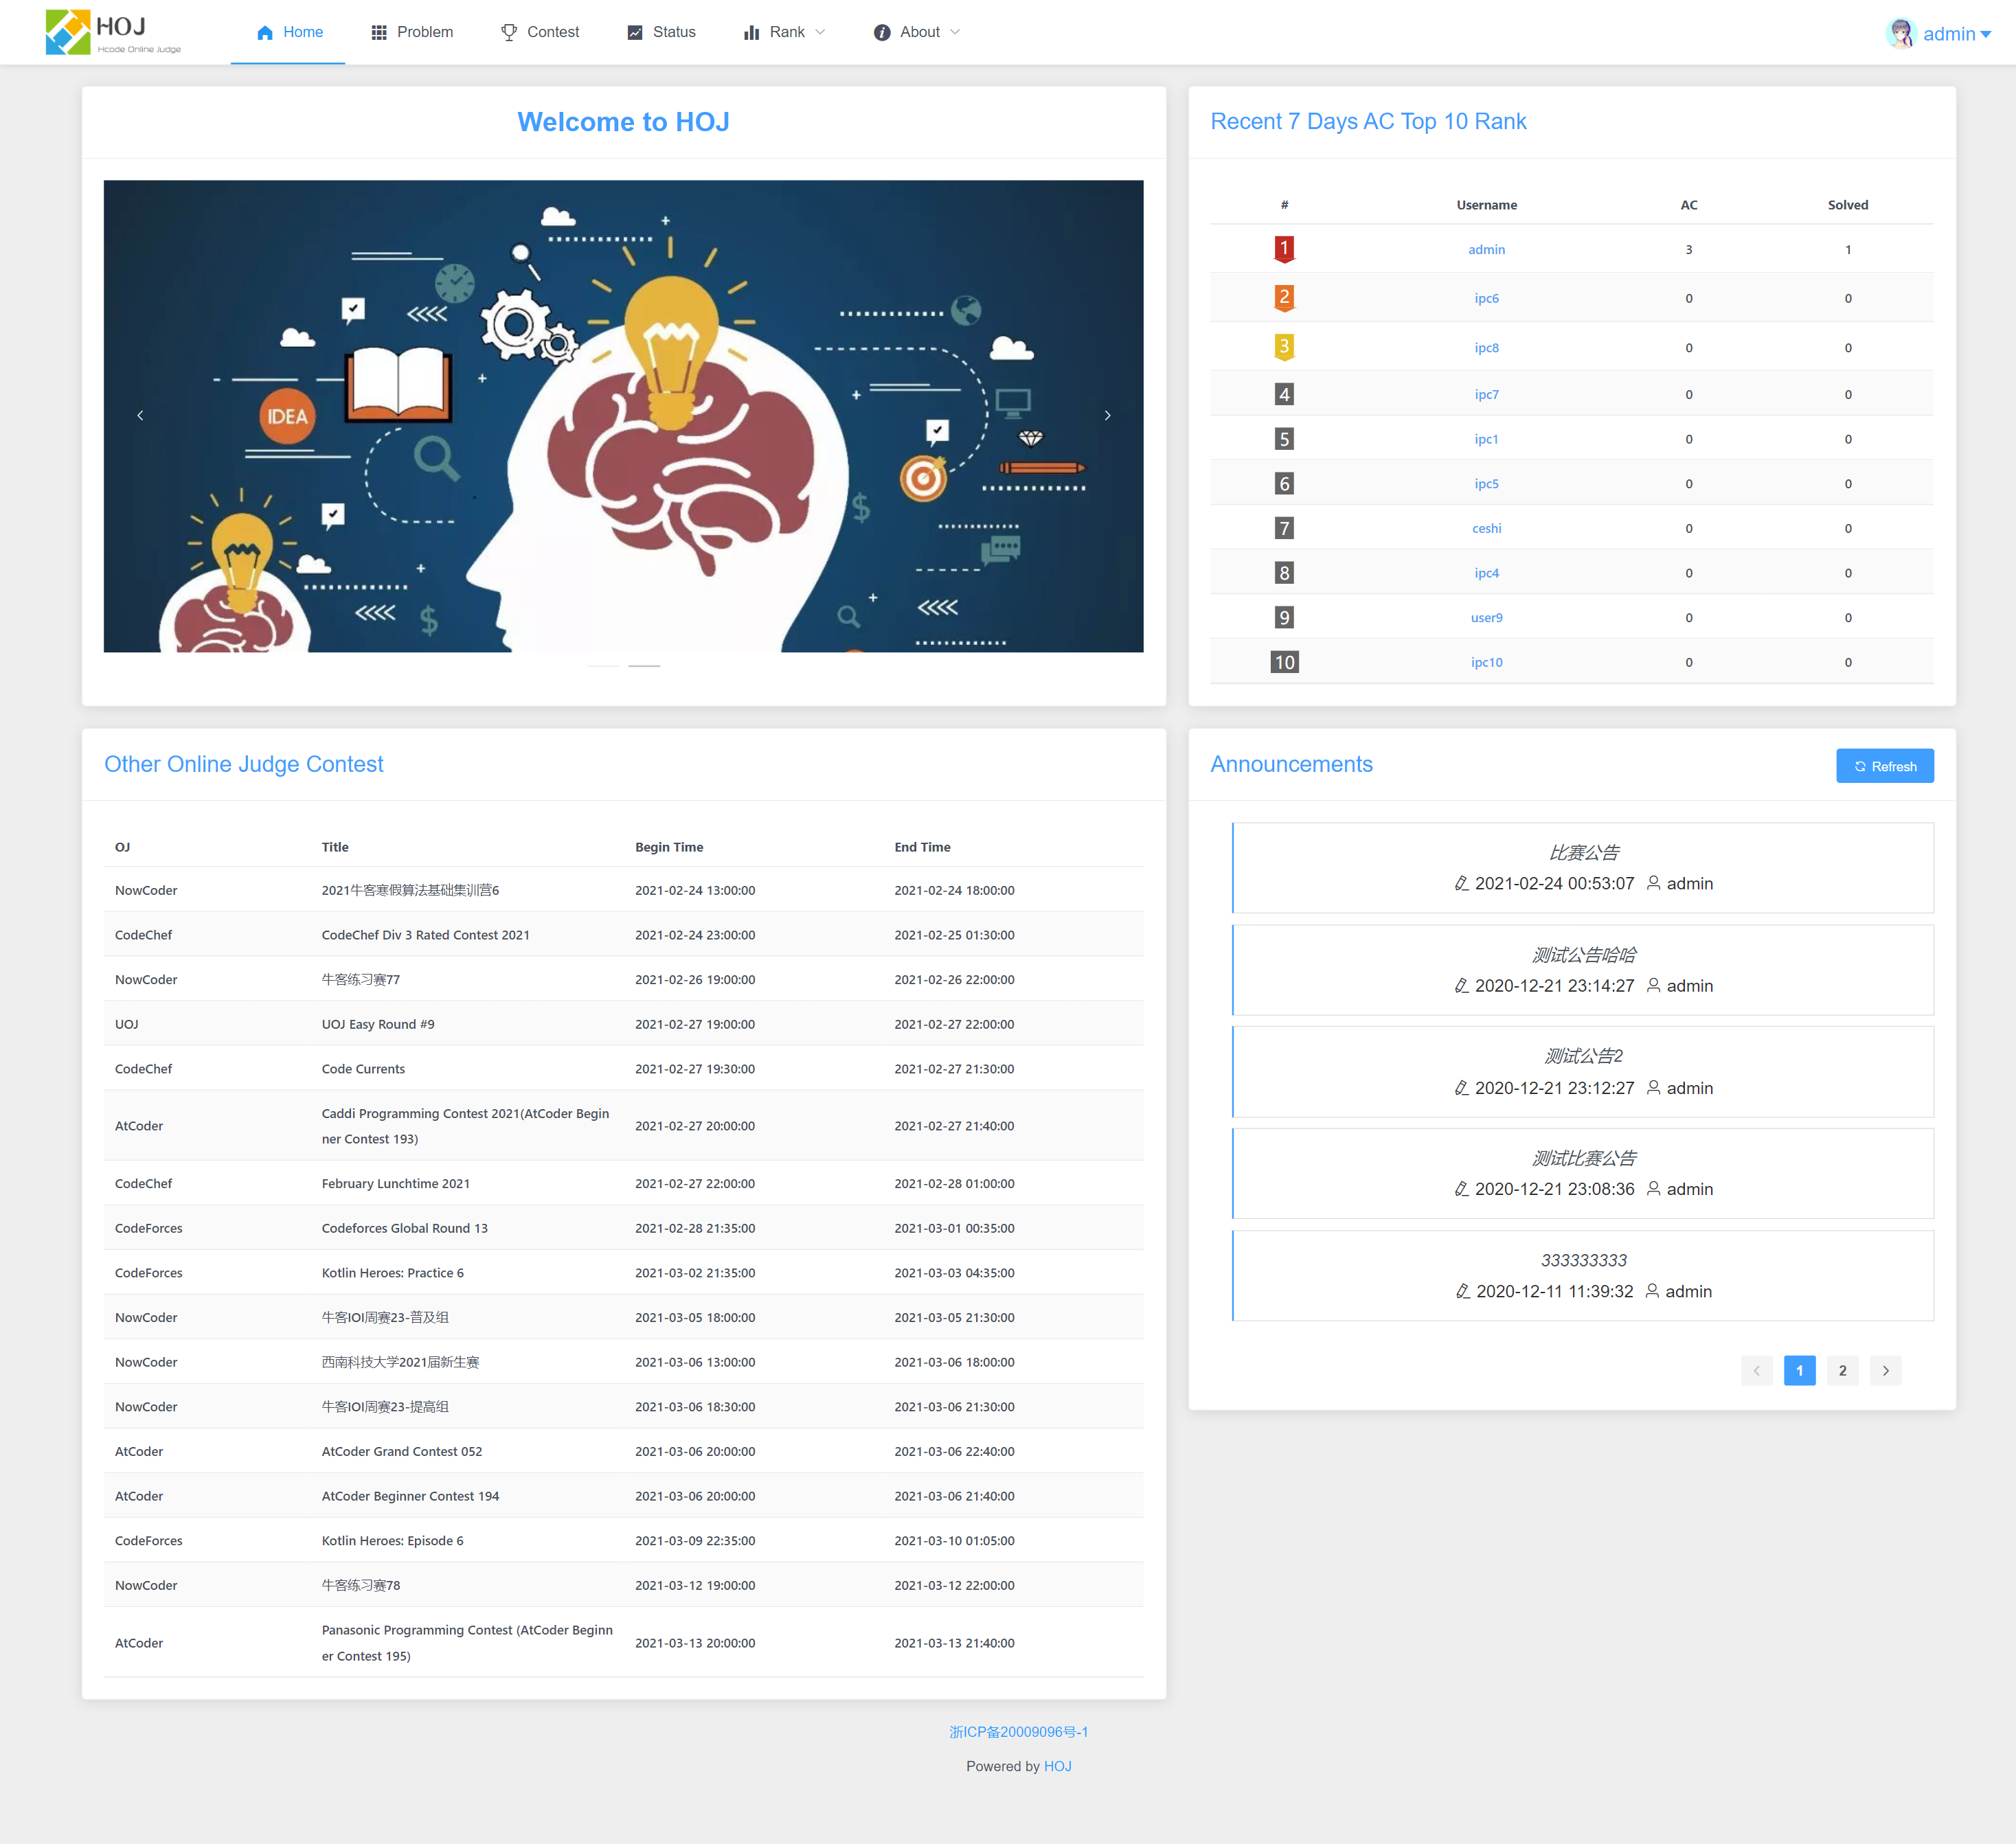 HOJ
Hcode Online Judge
Home
Problem
Contest
Status
Rank
About
admin
Welcome to HOJ
IDEA
$
$
Recent 7 Days AC Top 10 Rank
# Username AC Solved
1 admin 3 1
2 ipc6 0 0
3 ipc8 0 0
4 ipc7 0 0
5 ipc1 0 0
6 ipc5 0 0
7 ceshi 0 0
8 ipc4 0 0
9 user9 0 0
10 ipc10 0 0
Other Online Judge Contest
OJ Title Begin Time End Time
NowCoder 2021牛客寒假算法基础集训营6 2021-02-24 13:00:00 2021-02-24 18:00:00
CodeChef CodeChef Div 3 Rated Contest 2021 2021-02-24 23:00:00 2021-02-25 01:30:00
NowCoder 牛客练习赛77 2021-02-26 19:00:00 2021-02-26 22:00:00
UOJ UOJ Easy Round #9 2021-02-27 19:00:00 2021-02-27 22:00:00
CodeChef Code Currents 2021-02-27 19:30:00 2021-02-27 21:30:00
Caddi Programming Contest 2021(AtCoder Begin
AtCoder 2021-02-27 20:00:00 2021-02-27 21:40:00
ner Contest 193)
CodeChef February Lunchtime 2021 2021-02-27 22:00:00 2021-02-28 01:00:00
CodeForces Codeforces Global Round 13 2021-02-28 21:35:00 2021-03-01 00:35:00
CodeForces Kotlin Heroes: Practice 6 2021-03-02 21:35:00 2021-03-03 04:35:00
NowCoder 牛客IOI周赛23-普及组 2021-03-05 18:00:00 2021-03-05 21:30:00
NowCoder 西南科技大学2021届新生赛 2021-03-06 13:00:00 2021-03-06 18:00:00
NowCoder 牛客IOI周赛23-提高组 2021-03-06 18:30:00 2021-03-06 21:30:00
AtCoder AtCoder Grand Contest 052 2021-03-06 20:00:00 2021-03-06 22:40:00
AtCoder AtCoder Beginner Contest 194 2021-03-06 20:00:00 2021-03-06 21:40:00
CodeForces Kotlin Heroes: Episode 6 2021-03-09 22:35:00 2021-03-10 01:05:00
NowCoder 牛客练习赛78 2021-03-12 19:00:00 2021-03-12 22:00:00
Panasonic Programming Contest (AtCoder Beginn
AtCoder 2021-03-13 20:00:00 2021-03-13 21:40:00
er Contest 195)
Announcements
Refresh
比赛公告
2021-02-24 00:53:07 admin
测试公告哈哈
2020-12-21 23:14:27 admin
测试公告2
2020-12-21 23:12:27 admin
测试比赛公告
2020-12-21 23:08:36 admin
333333333
2020-12-11 11:39:32 admin
1 2
浙ICP备20009096号-1
Powered by HOJ